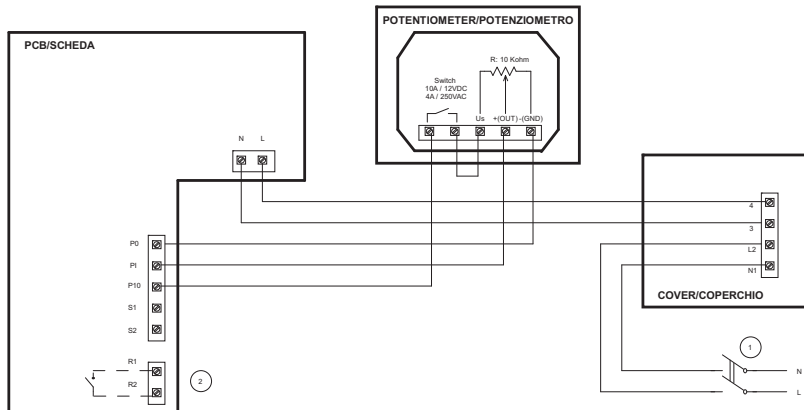 POTENTIOMETER/POTENZIOMETRO
PCB/SCHEDA
R: 10 Kohm
Switch
10A / 12VDC
4A / 250VAC
Us +(OUT) -(GND)
N L
4
3
L2
N1
P0
PI
P10
S1
S2
COVER/COPERCHIO
R1
R2
2
1
N
L